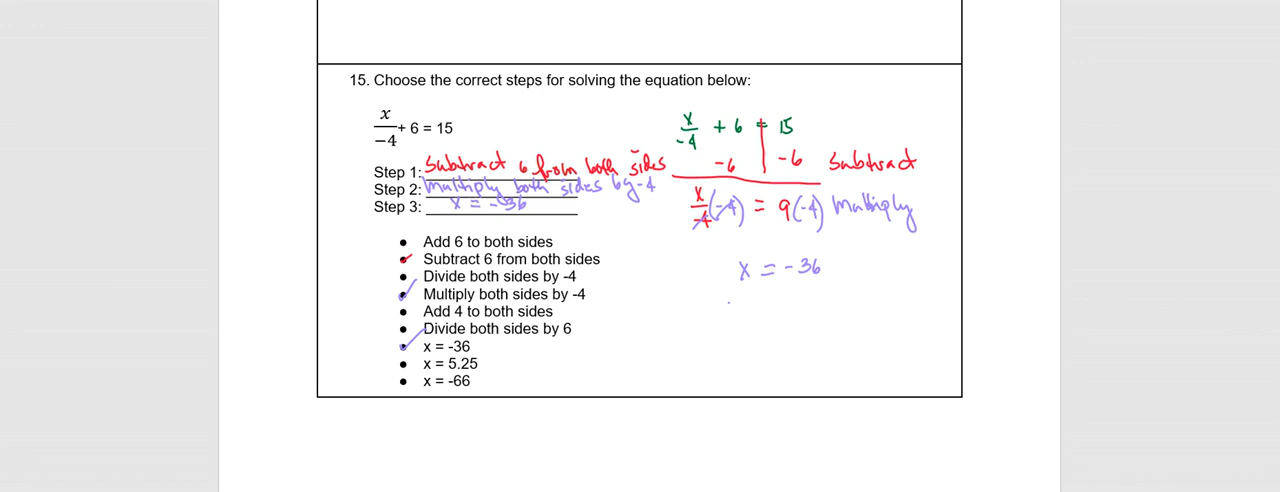 15. Choose the correct steps for solving the equation below:
x/-4 + 6 = 15
x/-4 + 6 = 15
-6 | -6 Subtract
Step 1: Subtract 6 from both sides
Step 2: Multiply both sides by -4
Step 3: x = -36
x/-4 (-4) = 9(-4) Multiply
x = -36
• Add 6 to both sides
• Subtract 6 from both sides
• Divide both sides by -4
• Multiply both sides by -4
• Add 4 to both sides
• Divide both sides by 6
• x = -36
• x = 5.25
• x = -66